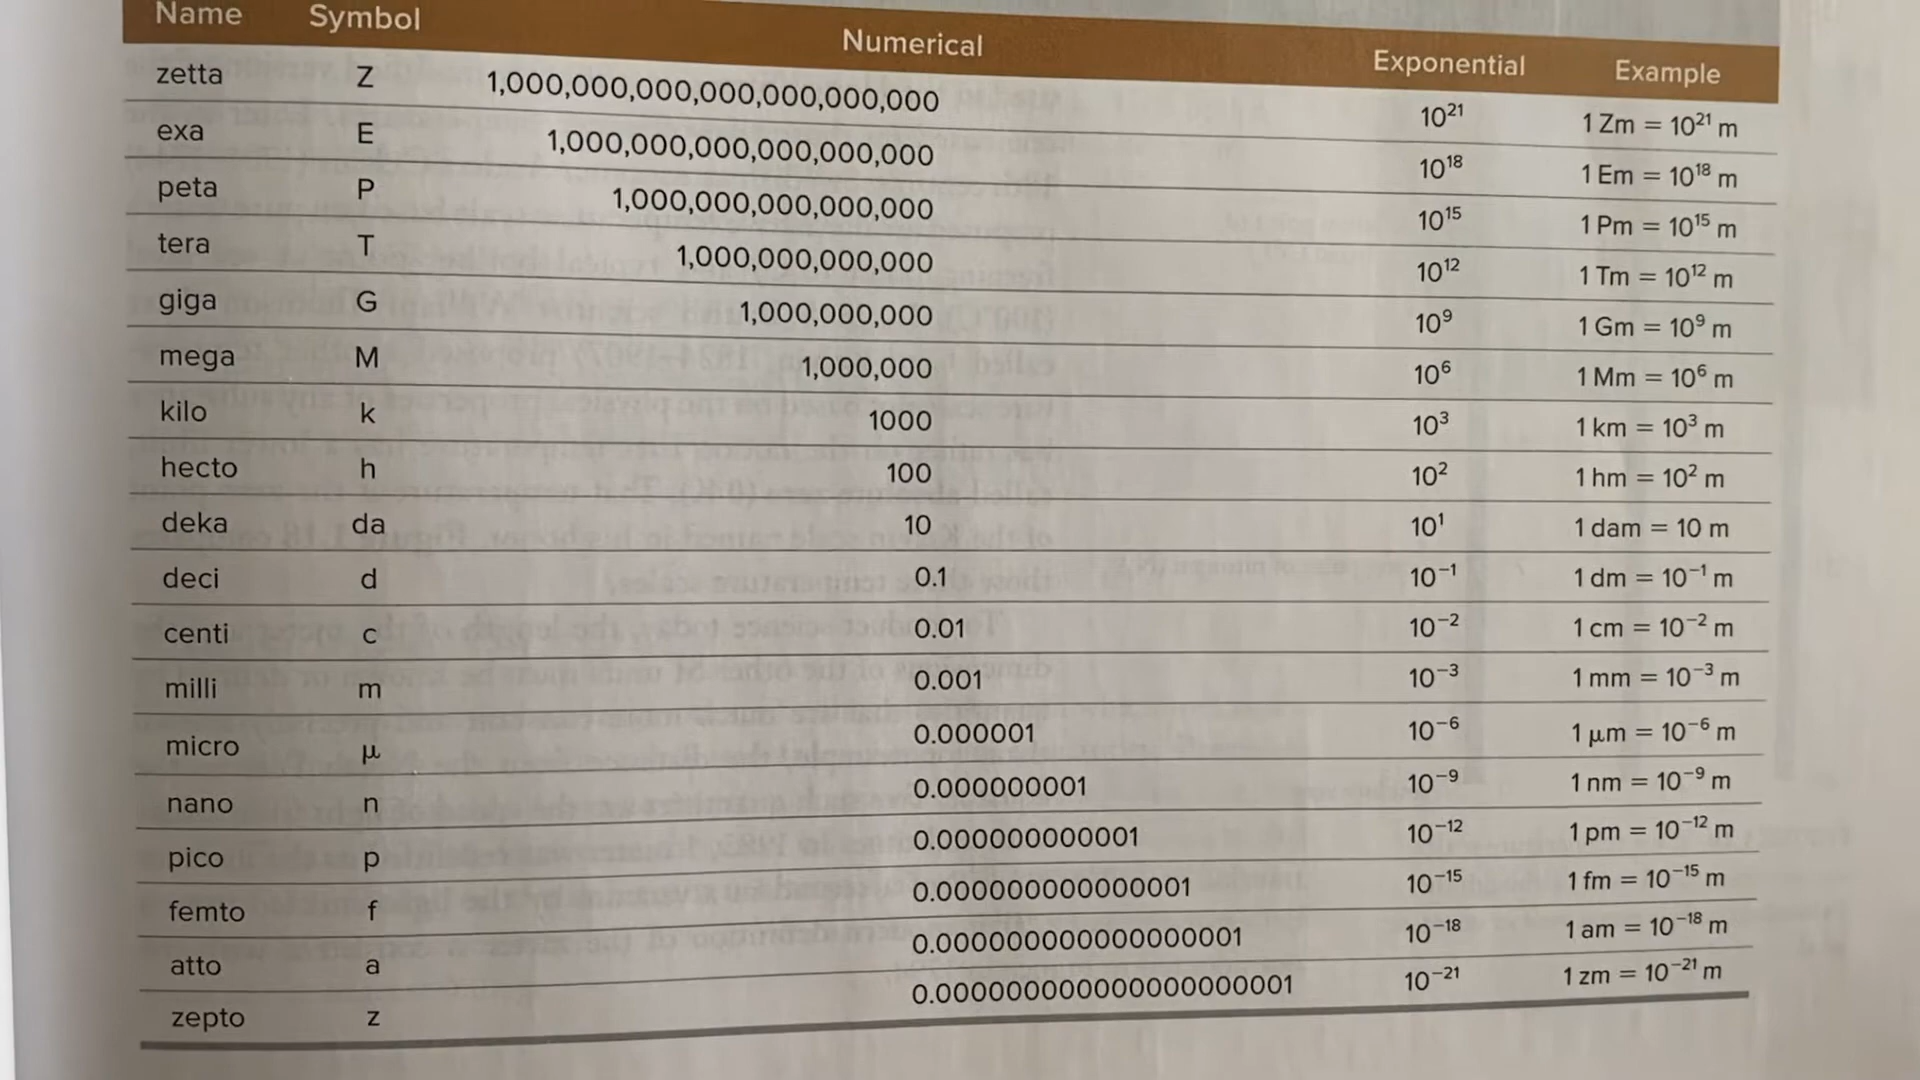 Name Symbol Numerical Exponential Example
zetta Z 1,000,000,000,000,000,000,000 10²¹ 1 Zm = 10²¹ m
exa E 1,000,000,000,000,000,000 10¹⁸ 1 Em = 10¹⁸ m
peta P 1,000,000,000,000,000 10¹⁵ 1 Pm = 10¹⁵ m
tera T 1,000,000,000,000 10¹² 1 Tm = 10¹² m
giga G 1,000,000,000 10⁹ 1 Gm = 10⁹ m
mega M 1,000,000 10⁶ 1 Mm = 10⁶ m
kilo k 1000 10³ 1 km = 10³ m
hecto h 100 10² 1 hm = 10² m
deka da 10 10¹ 1 dam = 10 m
deci d 0.1 10⁻¹ 1 dm = 10⁻¹ m
centi c 0.01 10⁻² 1 cm = 10⁻² m
milli m 0.001 10⁻³ 1 mm = 10⁻³ m
micro μ 0.000001 10⁻⁶ 1 μm = 10⁻⁶ m
nano n 0.000000001 10⁻⁹ 1 nm = 10⁻⁹ m
pico p 0.000000000001 10⁻¹² 1 pm = 10⁻¹² m
femto f 0.000000000000001 10⁻¹⁵ 1 fm = 10⁻¹⁵ m
atto a 0.000000000000000001 10⁻¹⁸ 1 am = 10⁻¹⁸ m
zepto z 0.000000000000000000001 10⁻²¹ 1 zm = 10⁻²¹ m